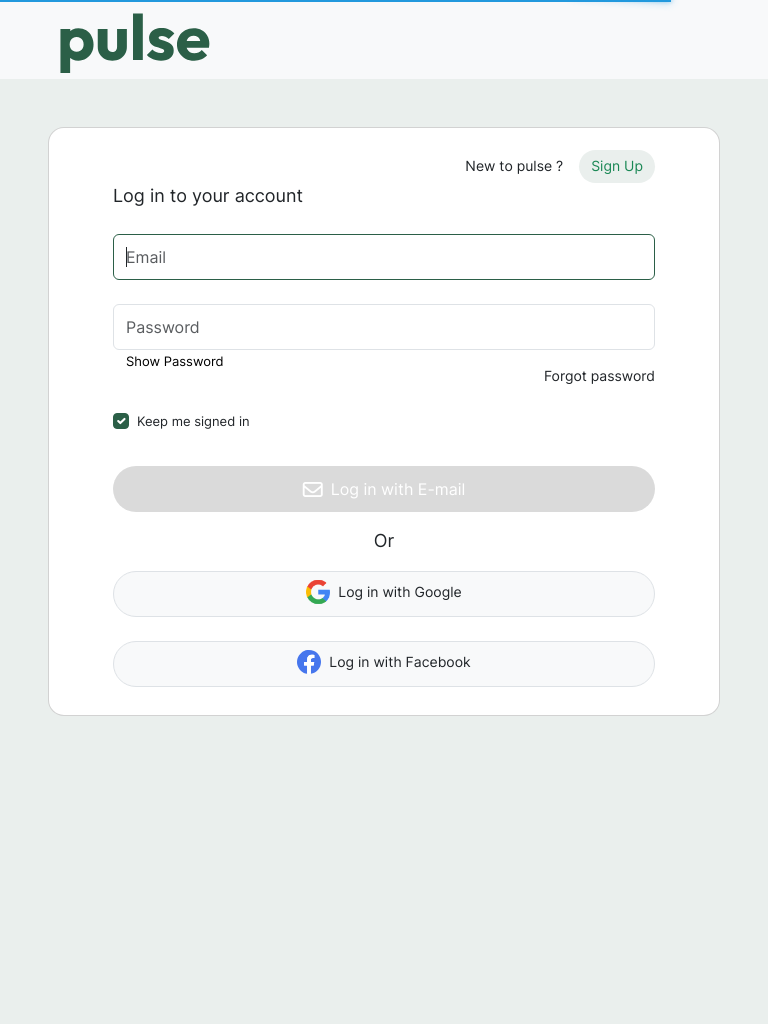 pulse
New to pulse ? Sign Up
Log in to your account
Email
Password
Show Password
Forgot password
Keep me signed in
Log in with E-mail
Or
Log in with Google
Log in with Facebook